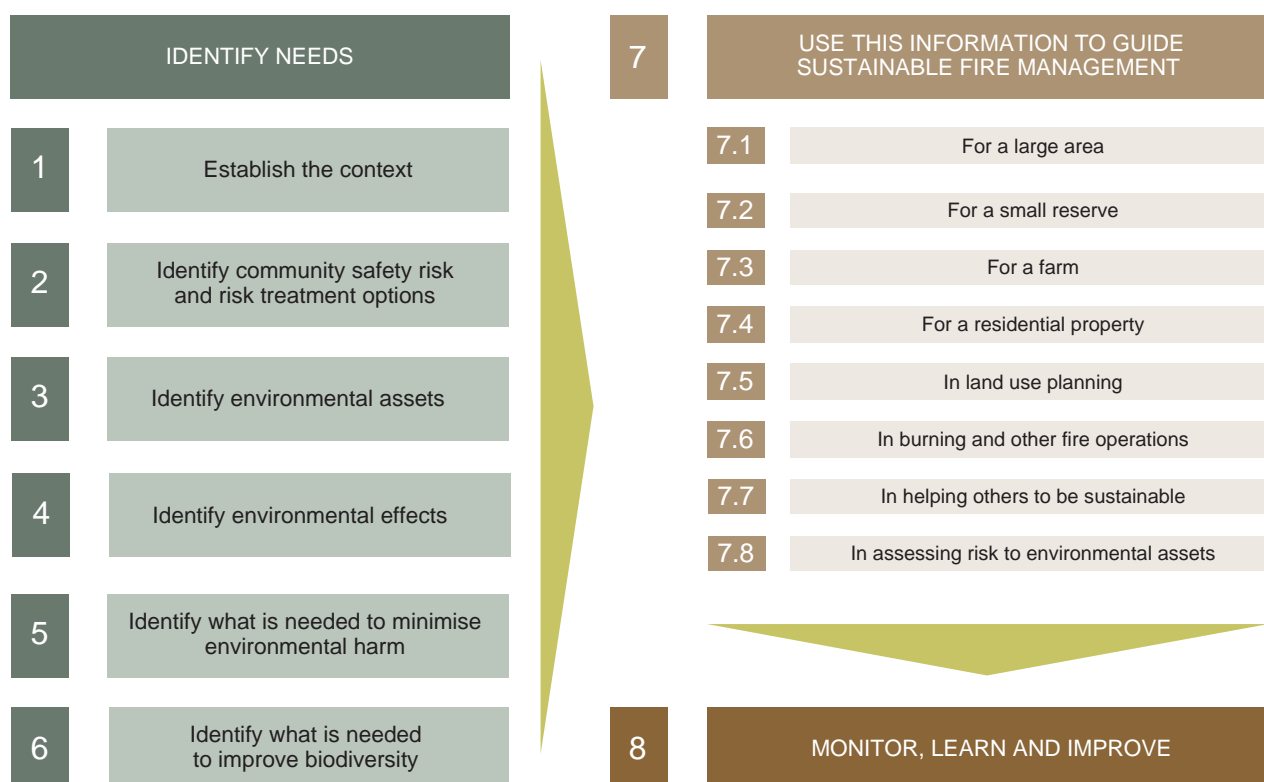 IDENTIFY NEEDS
1
Establish the context
2
Identify community safety risk
and risk treatment options
3
Identify environmental assets
4
Identify environmental effects
5
Identify what is needed to minimise
environmental harm
6
Identify what is needed
to improve biodiversity
7
USE THIS INFORMATION TO GUIDE
SUSTAINABLE FIRE MANAGEMENT
7.1
For a large area
7.2
For a small reserve
7.3
For a farm
7.4
For a residential property
7.5
In land use planning
7.6
In burning and other fire operations
7.7
In helping others to be sustainable
7.8
In assessing risk to environmental assets
8
MONITOR, LEARN AND IMPROVE